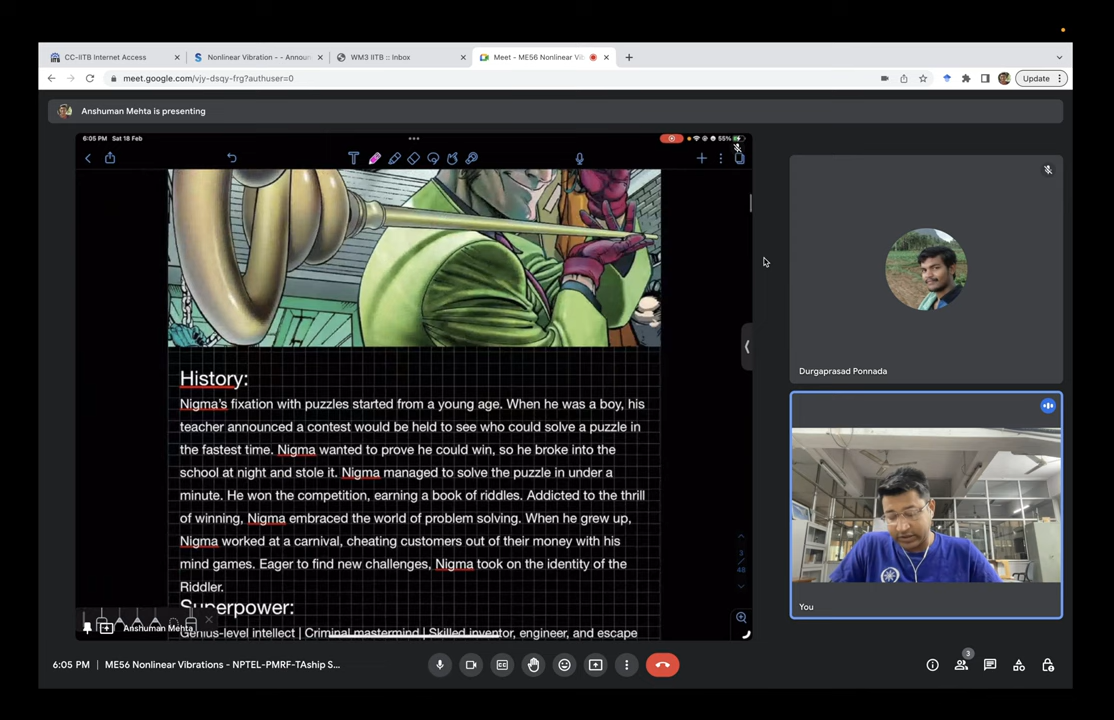 CC-IITB Internet Access
Nonlinear Vibration - - Announ
WM3 IITB :: Inbox
Meet - ME56 Nonlinear Vib
meet.google.com/vjy-dsqy-frg?authuser=0
Update
Anshuman Mehta is presenting
6:05 PM Sat 18 Feb
55%
History:
Nigma's fixation with puzzles started from a young age. When he was a boy, his
teacher announced a contest would be held to see who could solve a puzzle in
the fastest time. Nigma wanted to prove he could win, so he broke into the
school at night and stole it. Nigma managed to solve the puzzle in under a
minute. He won the competition, earning a book of riddles. Addicted to the thrill
of winning, Nigma embraced the world of problem solving. When he grew up,
Nigma worked at a carnival, cheating customers out of their money with his
mind games. Eager to find new challenges, Nigma took on the identity of the
Riddler.
Superpower:
Genius-level intellect | Criminal mastermind | Skilled inventor, engineer, and escape
3
/
48
Anshuman Mehta
Durgaprasad Ponnada
You
6:05 PM | ME56 Nonlinear Vibrations - NPTEL-PMRF-TAship S...
3